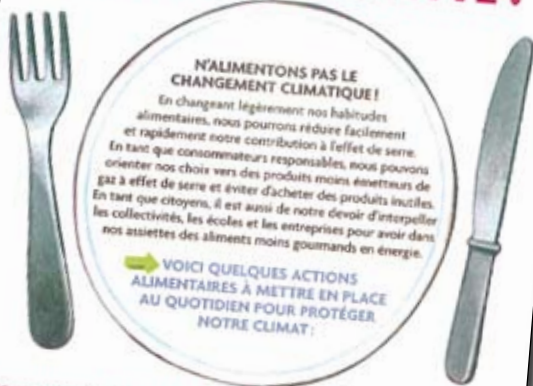 N'ALIMENTONS PAS LE
CHANGEMENT CLIMATIQUE!
En changeant légèrement nos habitudes
alimentaires, nous pourrons réduire facilement
et rapidement notre contribution à l'effet de serre.
En tant que consommateurs responsables, nous pouvons
orienter nos choix vers des produits moins émetteurs de
gaz à effet de serre et éviter d'acheter des produits inutiles.
En tant que citoyens, il est aussi de notre devoir d'interpeller
les collectivités, les écoles et les entreprises pour avoir dans
nos assiettes des aliments moins gourmands en énergie.
VOICI QUELQUES ACTIONS
ALIMENTAIRES À METTRE EN PLACE
AU QUOTIDIEN POUR PROTÉGER
NOTRE CLIMAT: